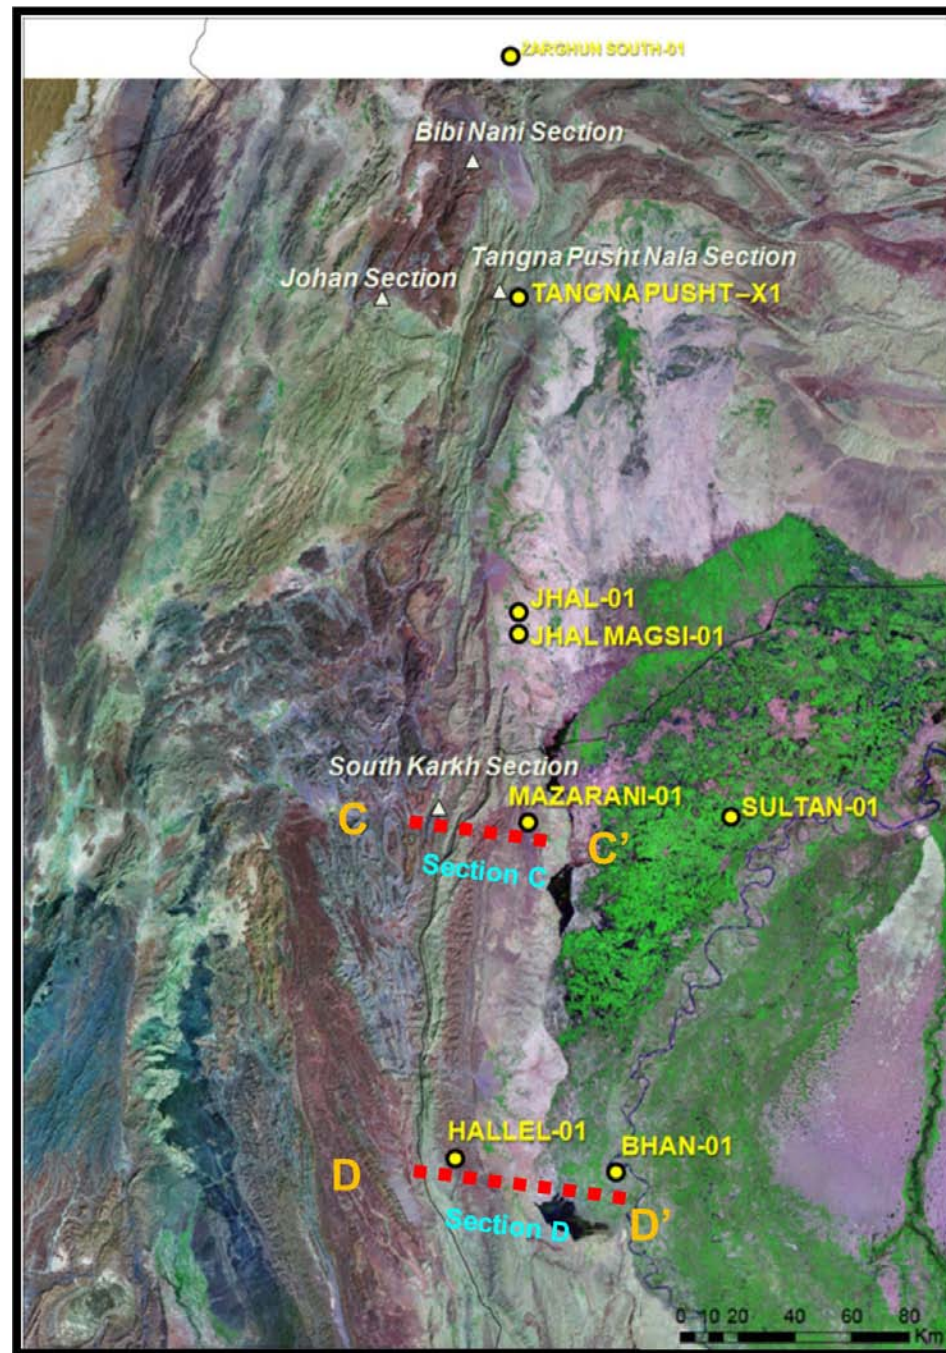 ZARGHUN SOUTH-01
Bibi Nani Section
Tangna Pusht Nala Section
Johan Section
TANGNA PUSHT–X1
JHAL-01
JHAL MAGSI-01
South Karkh Section
MAZARANI-01
SULTAN-01
C
C'
Section C
HALLEL-01
BHAN-01
D
D'
Section D
0 10 20 40 60 80
Km